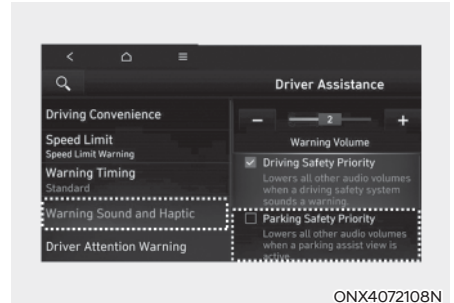 Driver Assistance
Driving Convenience
Speed Limit
Speed Limit Warning
Warning Timing
Standard
Warning Sound and Haptic
Driver Attention Warning
− 2 +
Warning Volume
Driving Safety Priority
Lowers all other audio volumes
when a driving safety system
sounds a warning.
Parking Safety Priority
Lowers all other audio volumes
when a parking assist view is
active.
ONX4072108N